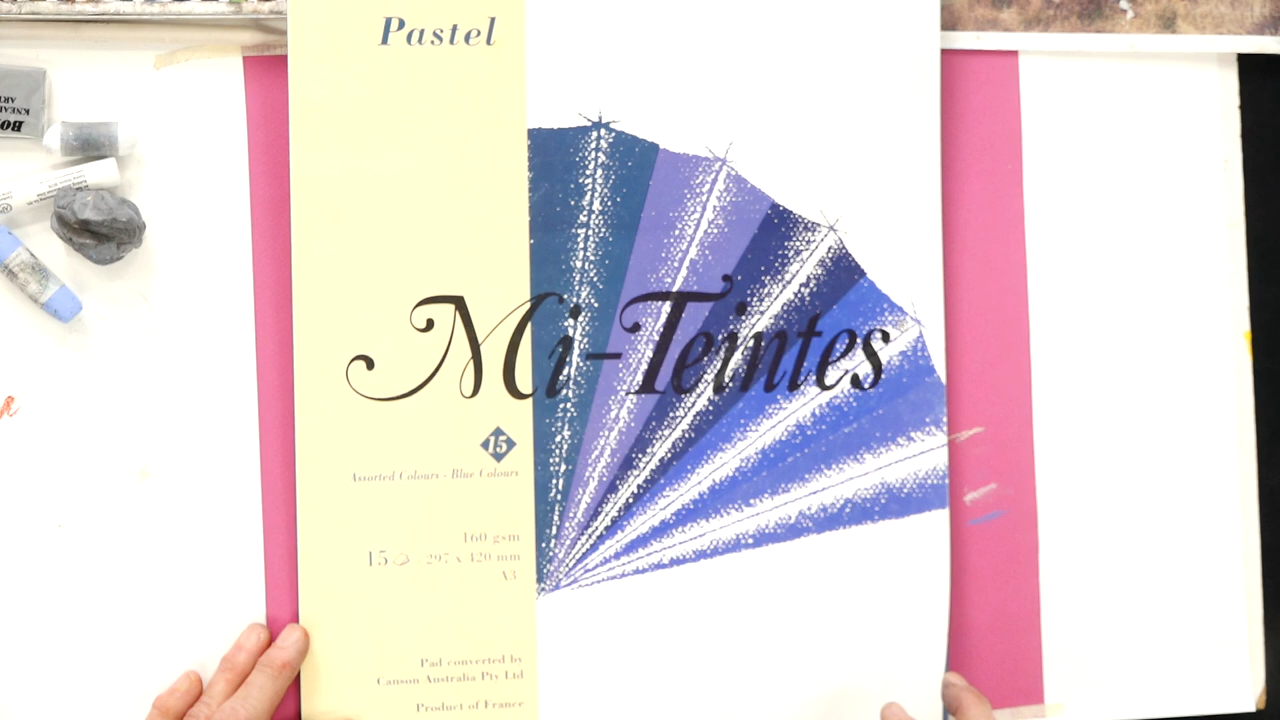 Pastel
Mi-Teintes
15
Assorted Colours - Blue Colours
160 gsm
15 297 x 420 mm
A3
Pad converted by
Canson Australia Pty Ltd
Product of France